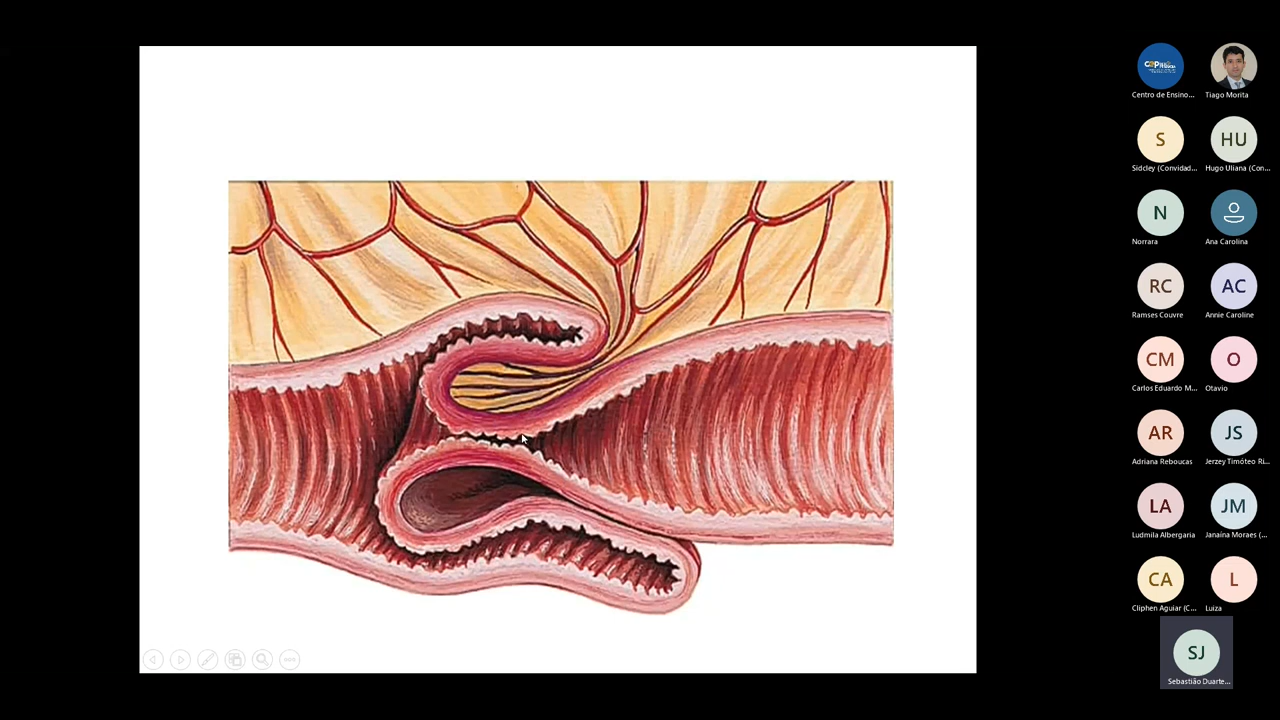 Centro de Ensino...
Tiago Morita
S
HU
Sidcley (Convidad...
Hugo Uliana (Con...
N
Norrara
Ana Carolina
RC
AC
Ramses Couvre
Annie Caroline
CM
O
Carlos Eduardo M...
Otavio
AR
JS
Adriana Reboucas
Jerzey Timóteo Ri...
LA
JM
Ludmila Albergaria
Janaína Moraes (...
CA
L
Cliphen Aguiar (C...
Luiza
SJ
Sebastião Duarte...